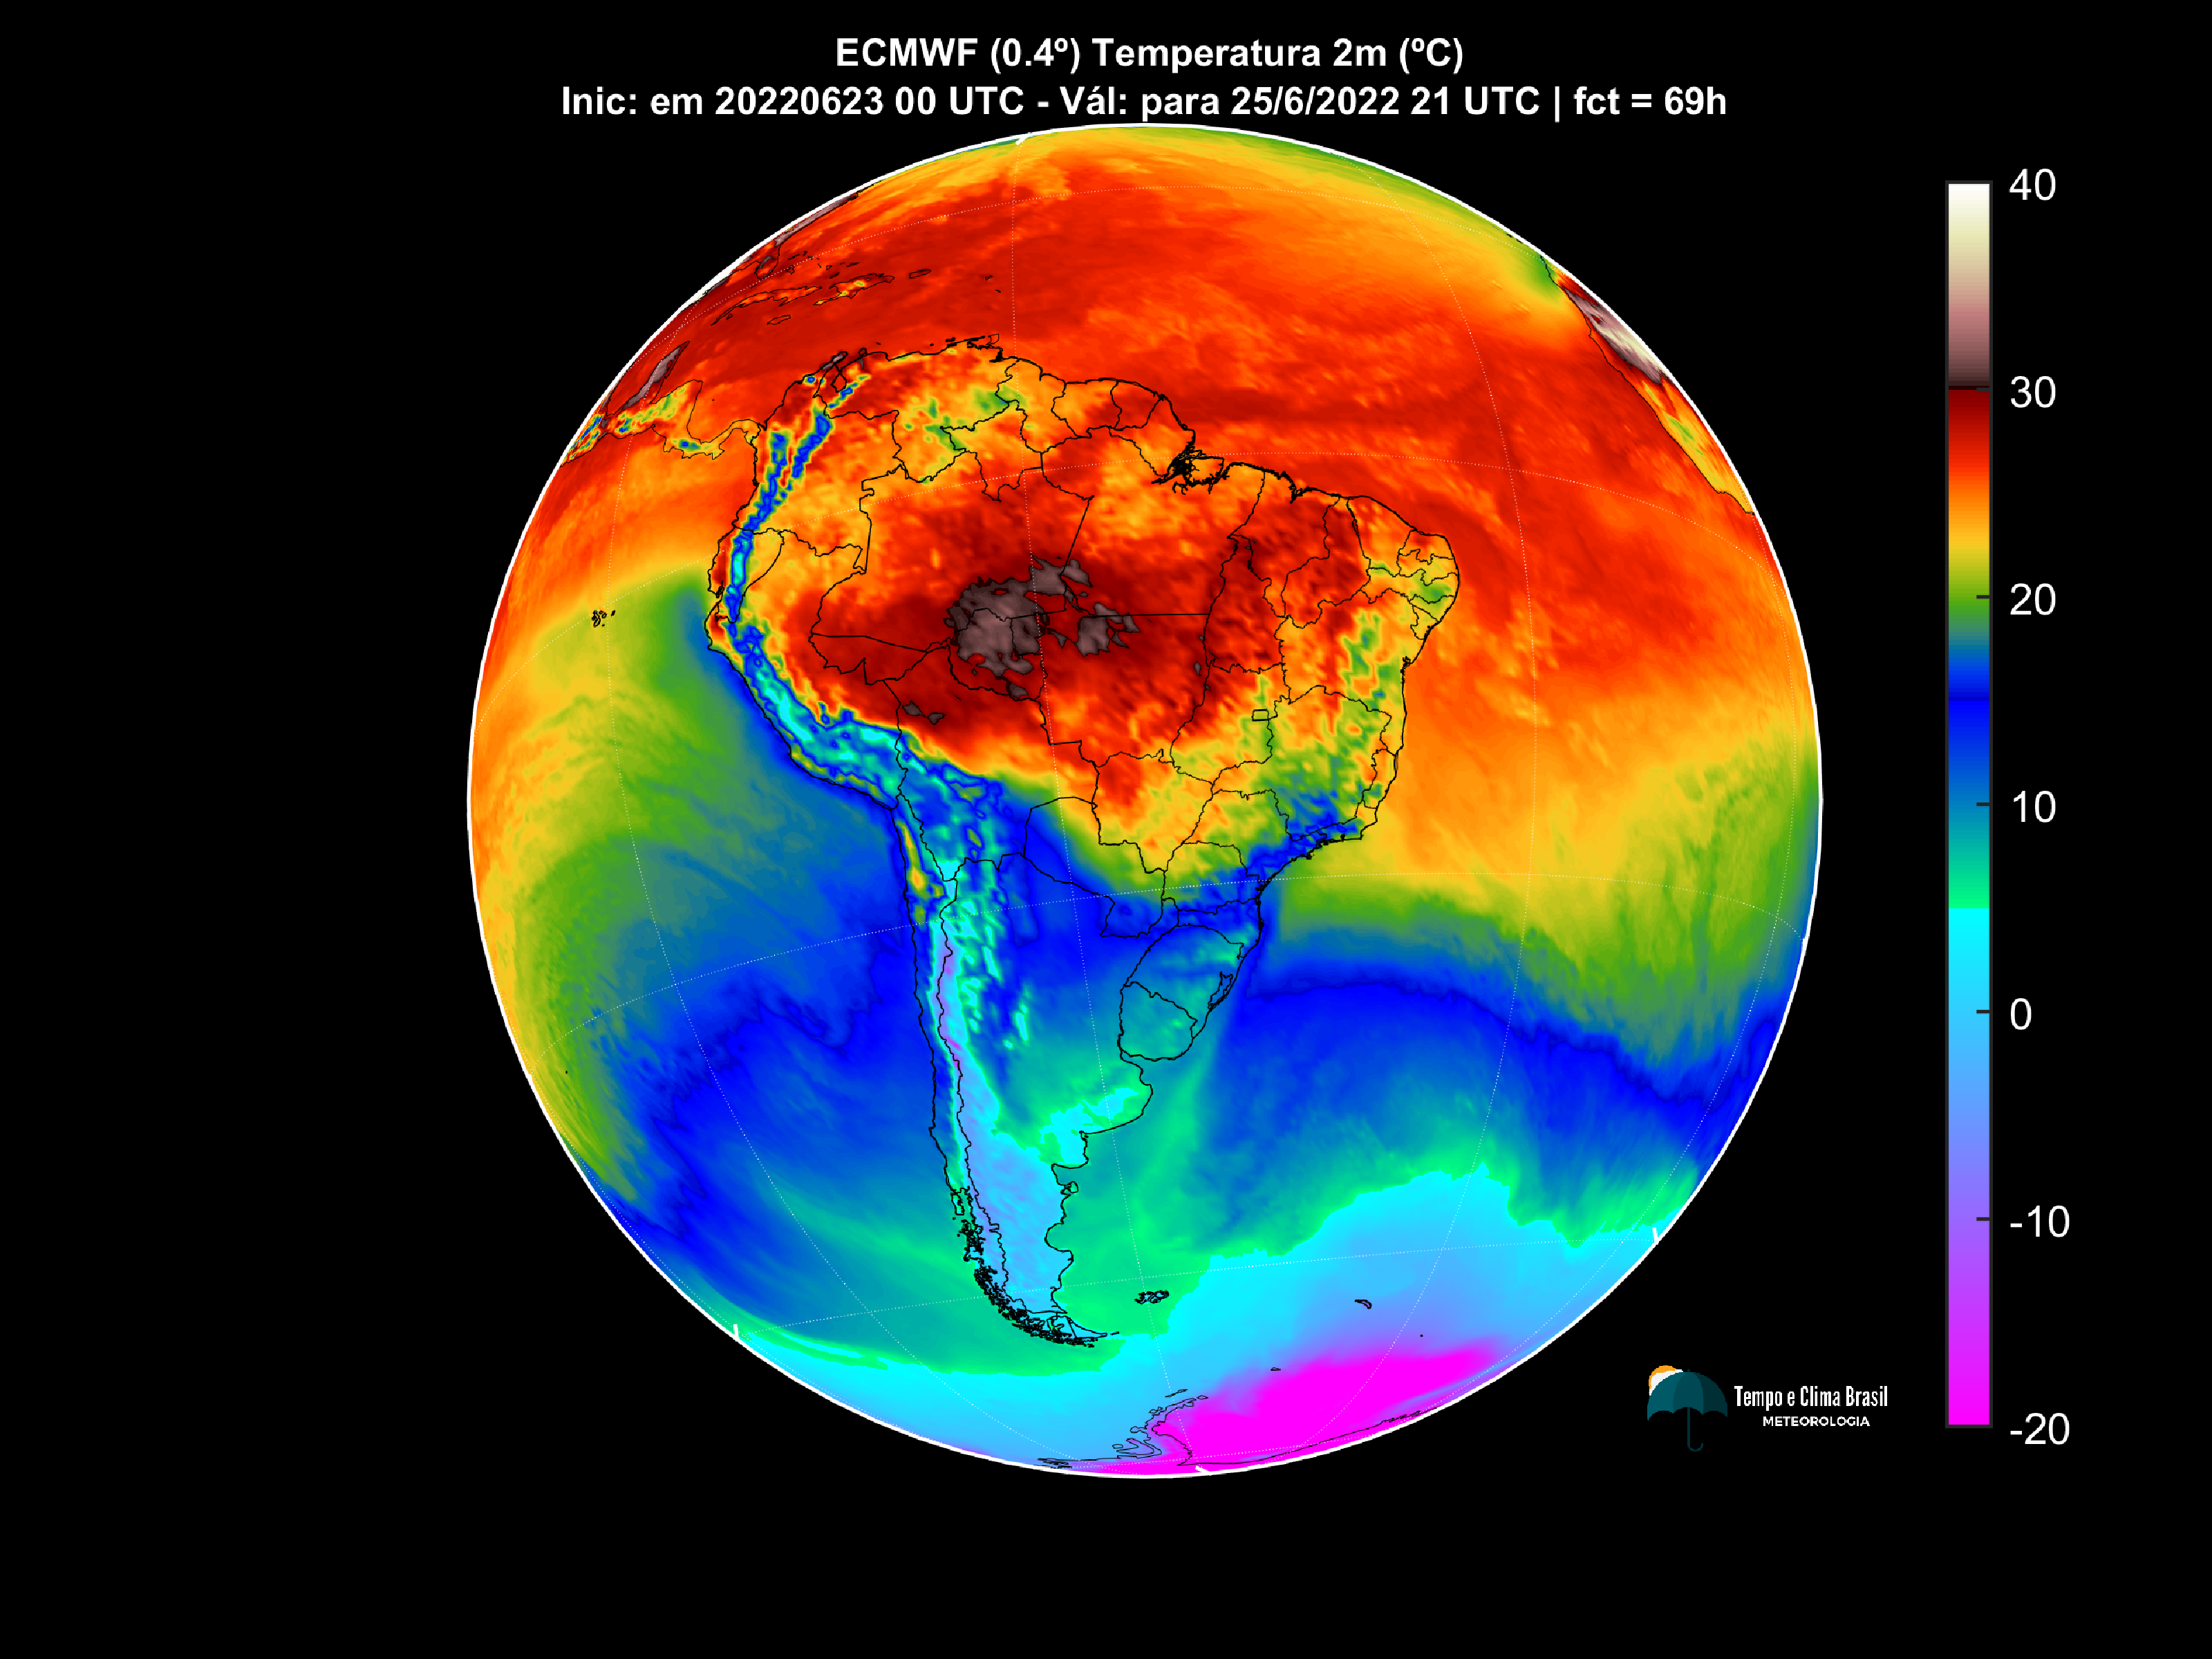 ECMWF (0.4º) Temperatura 2m (ºC)
Inic: em 20220623 00 UTC - Vál: para 25/6/2022 21 UTC | fct = 69h
40
30
20
10
0
-10
-20
Tempo e Clima Brasil
METEOROLOGIA